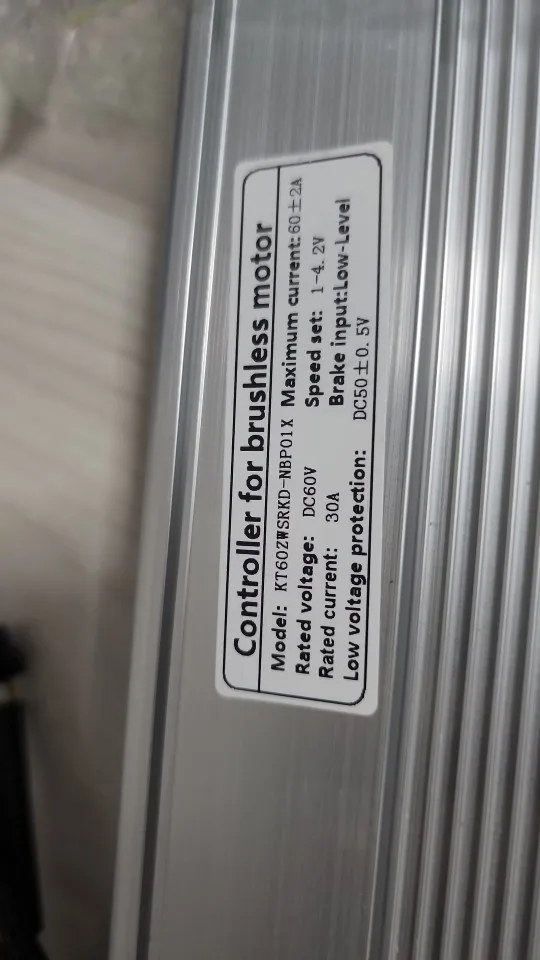 Controller for brushless motor
Model: KT60ZWSRKD-NBP01X Maximum current:60±2A
Rated voltage: DC60V Speed set: 1-4.2V
Rated current: 30A Brake input:Low-Level
Low voltage protection: DC50±0.5V